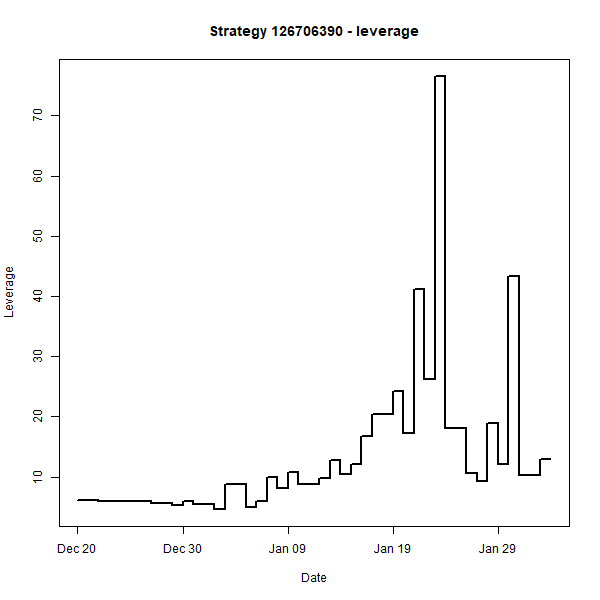 Strategy 126706390 - leverage
Leverage
70
60
50
40
30
20
10
Dec 20
Dec 30
Jan 09
Jan 19
Jan 29
Date